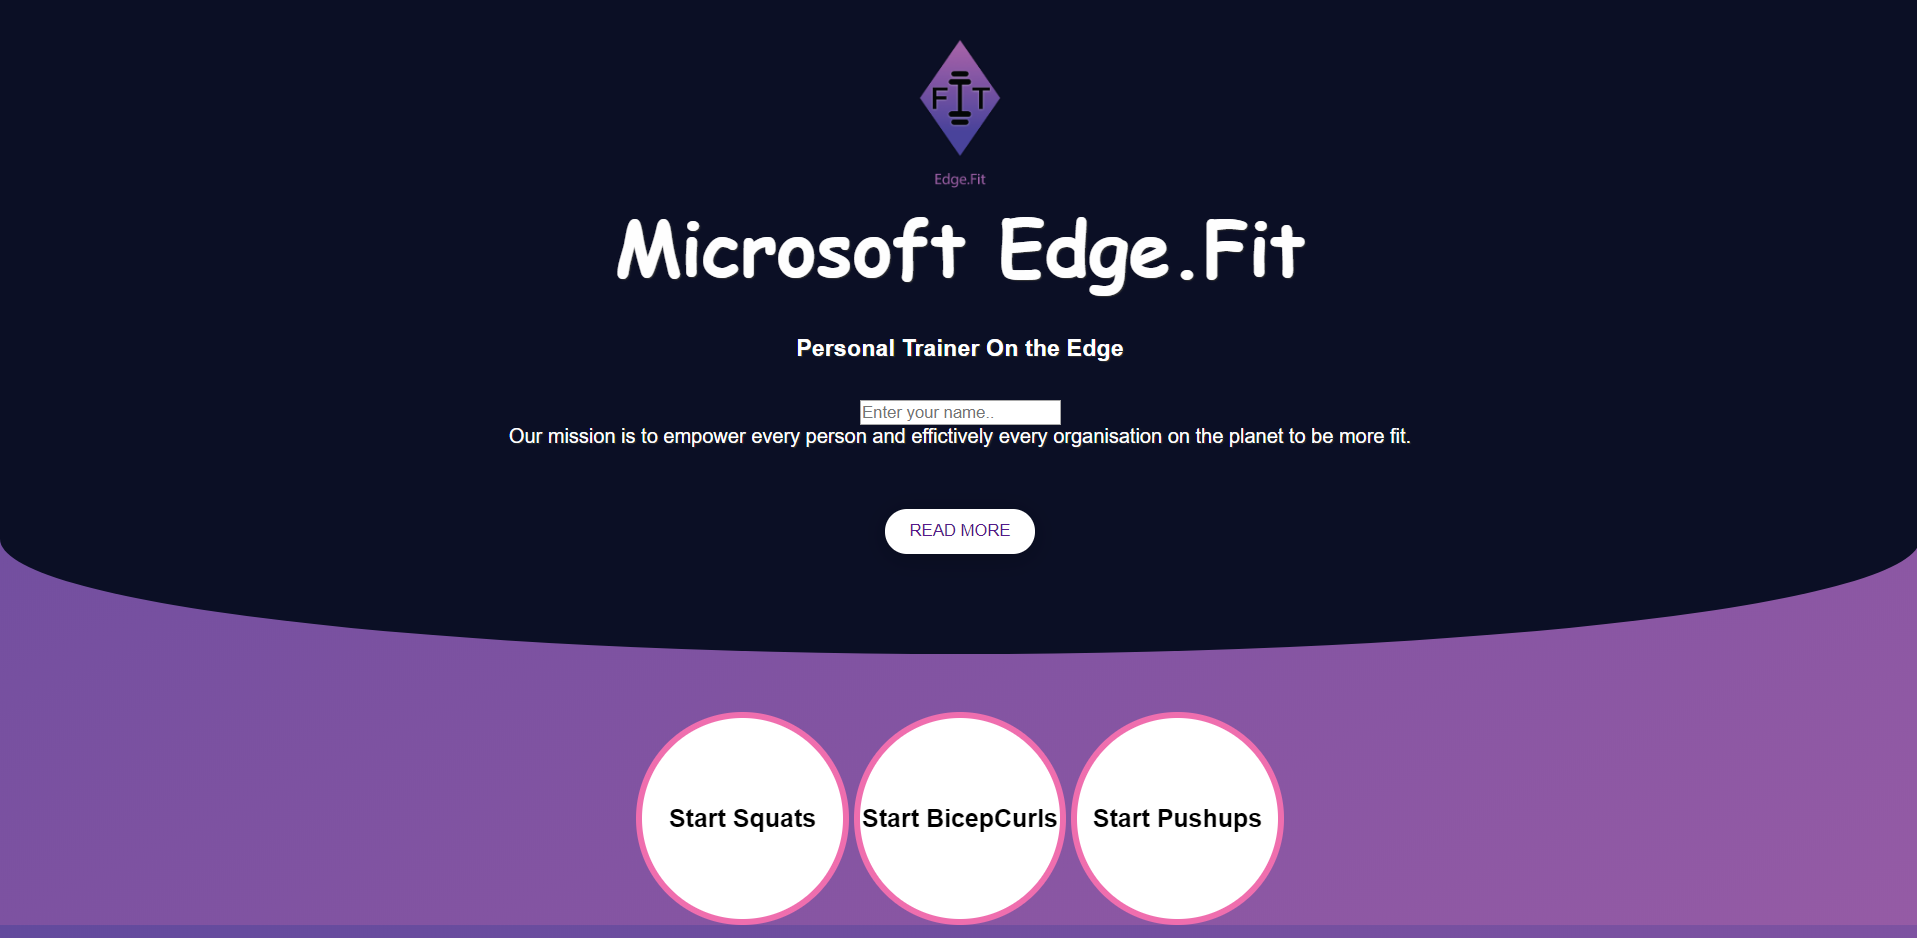 FIT
Edge.Fit
Microsoft Edge.Fit
Personal Trainer On the Edge
Enter your name..
Our mission is to empower every person and effictively every organisation on the planet to be more fit.
READ MORE
Start Squats
Start BicepCurls
Start Pushups